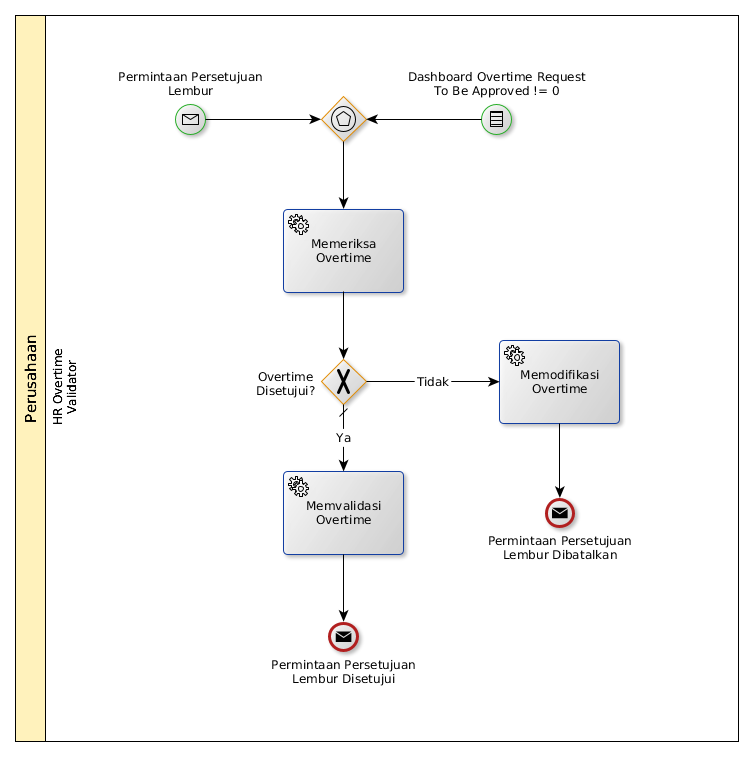 Perusahaan
HR Overtime
Validator
Permintaan Persetujuan
Lembur
Dashboard Overtime Request
To Be Approved != 0
Memeriksa
Overtime
Overtime
Disetujui?
Tidak
Memodifikasi
Overtime
Ya
Memvalidasi
Overtime
Permintaan Persetujuan
Lembur Dibatalkan
Permintaan Persetujuan
Lembur Disetujui